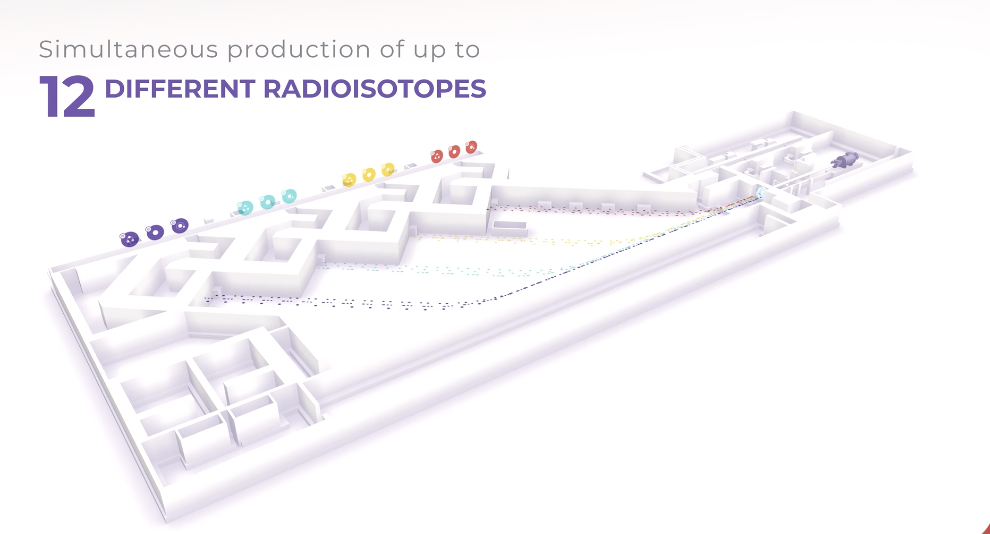 Simultaneous production of up to
12 DIFFERENT RADIOISOTOPES